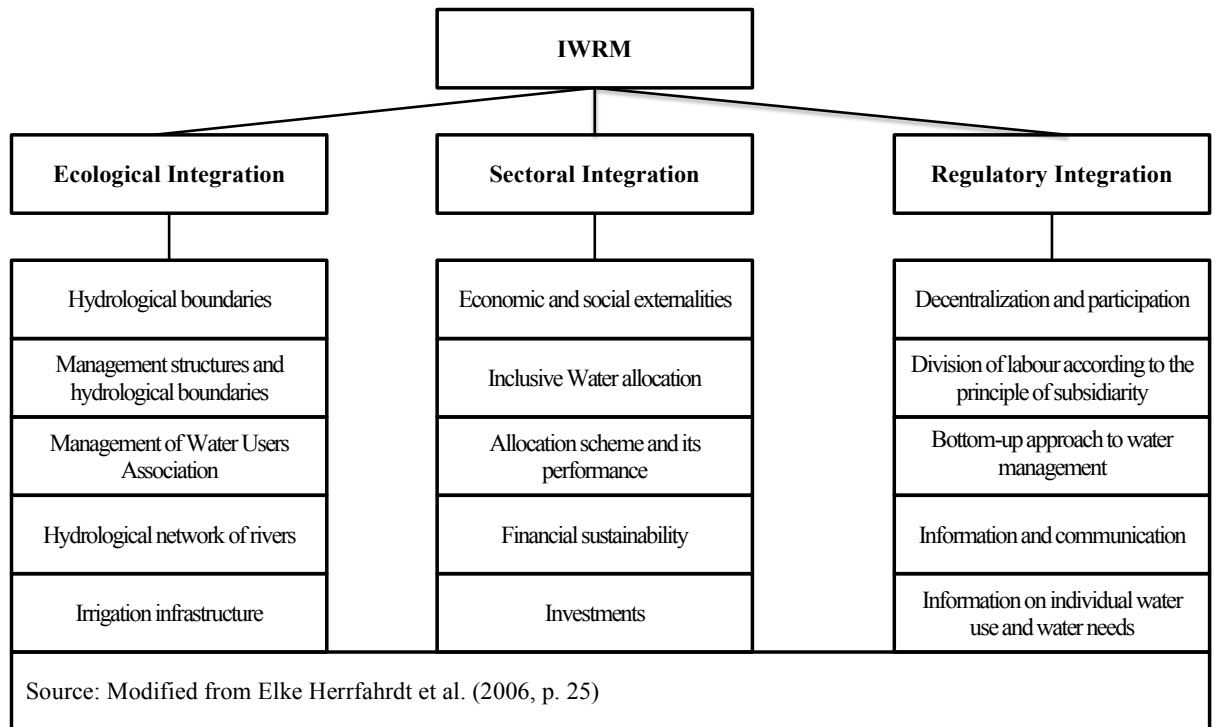 IWRM
Ecological Integration
Sectoral Integration
Regulatory Integration
Hydrological boundaries
Management structures and
hydrological boundaries
Management of Water Users
Association
Hydrological network of rivers
Irrigation infrastructure
Economic and social externalities
Inclusive Water allocation
Allocation scheme and its
performance
Financial sustainability
Investments
Decentralization and participation
Division of labour according to the
principle of subsidiarity
Bottom-up approach to water
management
Information and communication
Information on individual water
use and water needs
Source: Modified from Elke Herrfahrdt et al. (2006, p. 25)